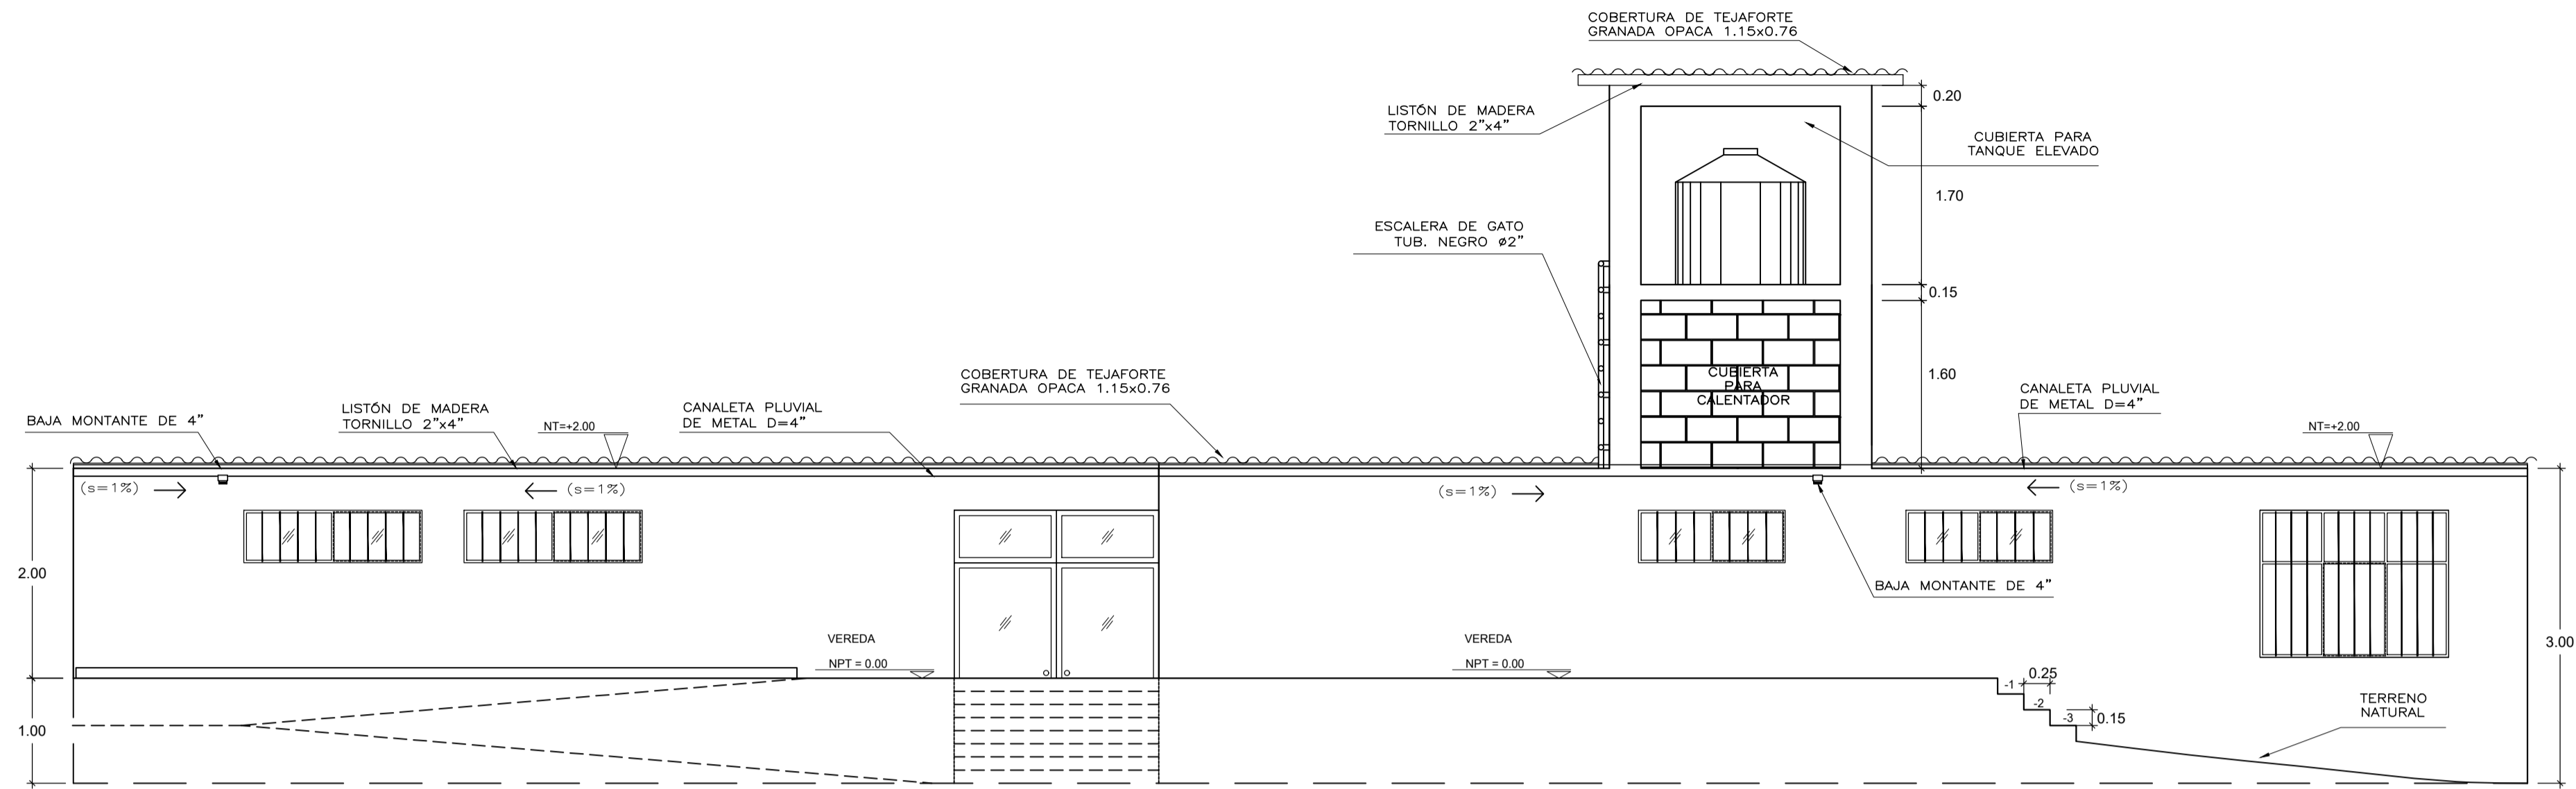 COBERTURA DE TEJAFORTE
GRANADA OPACA 1.15x0.76
0.20
LISTÓN DE MADERA
TORNILLO 2"x4"
CUBIERTA PARA
TANQUE ELEVADO
1.70
ESCALERA DE GATO
TUB. NEGRO ø2"
0.15
COBERTURA DE TEJAFORTE
GRANADA OPACA 1.15x0.76
CUBIERTA
PARA
CALENTADOR
1.60
CANALETA PLUVIAL
DE METAL D=4"
BAJA MONTANTE DE 4"
LISTÓN DE MADERA
TORNILLO 2"x4"
NT=+2.00
CANALETA PLUVIAL
DE METAL D=4"
NT=+2.00
(s=1%)
(s=1%)
(s=1%)
(s=1%)
2.00
BAJA MONTANTE DE 4"
VEREDA
NPT = 0.00
VEREDA
NPT = 0.00
3.00
-1
0.25
-2
-3
0.15
TERRENO
NATURAL
1.00